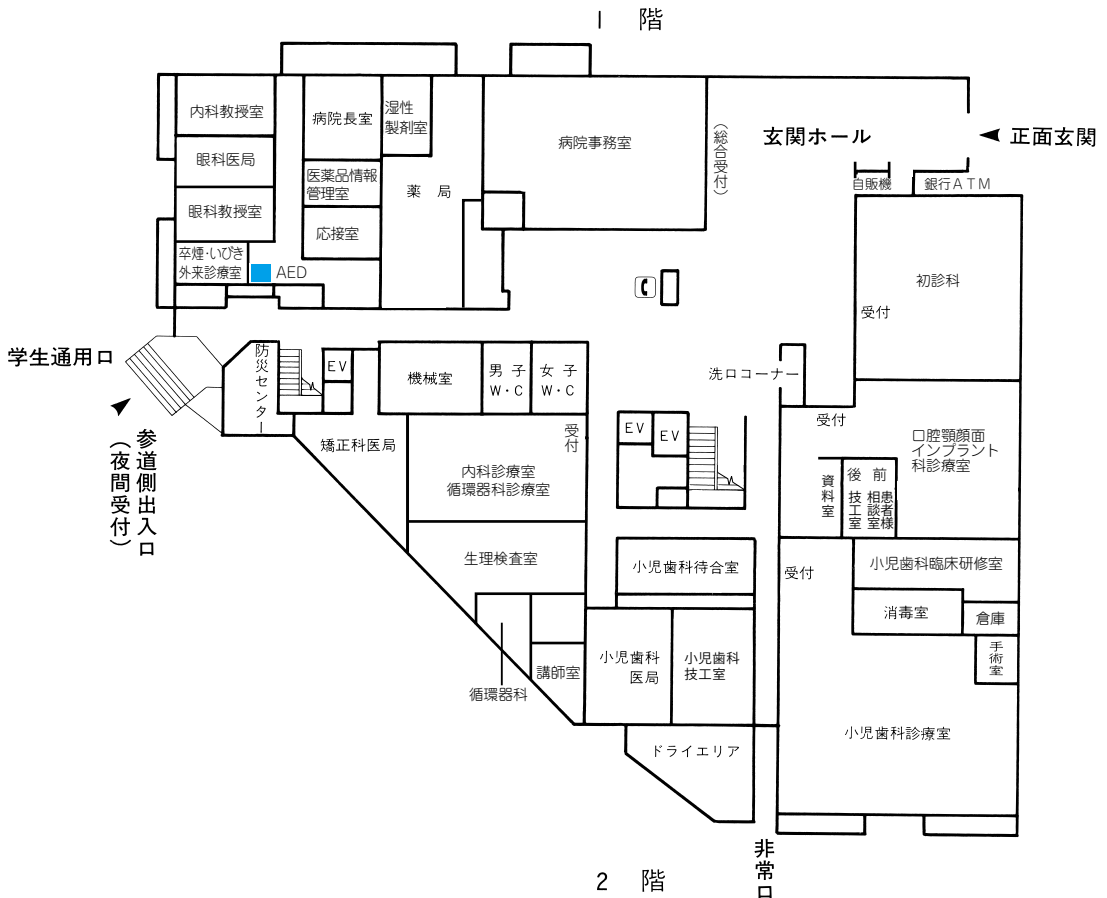 1 階
内科教授室
眼科医局
眼科教授室
卒煙・いびき
外来診療室
AED
病院長室
医薬品情報
管理室
応接室
湿性
製剤室
薬 局
病院事務室
(総合受付)
玄関ホール
正面玄関
自販機
銀行ATM
初診科
受付
洗口コーナー
学生通用口
参道側出入口
(夜間受付)
防災センター
EV
機械室
男 子
W・C
女 子
W・C
矯正科医局
受付
内科診療室
循環器科診療室
生理検査室
循環器科
講師室
EV
EV
受付
口腔顎顔面
インプラント
科診療室
資料室
後 前
技工室
患者様
相談室
小児歯科待合室
受付
小児歯科臨床研修室
消毒室
倉庫
手術室
小児歯科
医局
小児歯科
技工室
小児歯科診療室
ドライエリア
非常口
2 階